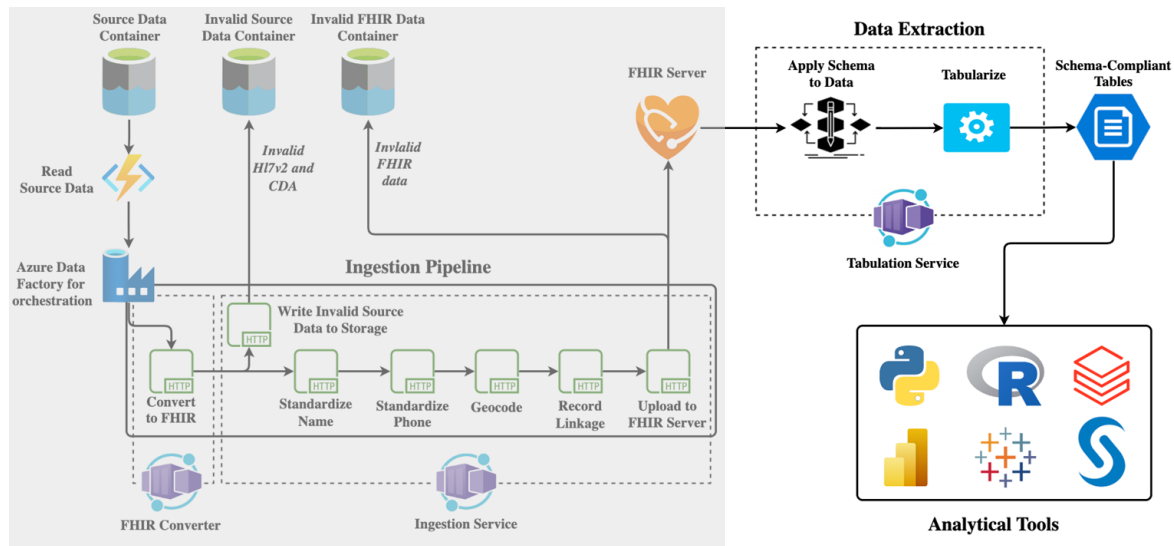 Source Data
Container
Invalid Source
Data Container
Invalid FHIR Data
Container
FHIR Server
Data Extraction
Apply Schema
to Data
Tabularize
Schema-Compliant
Tables
Read
Source Data
Invalid
Hl7v2 and
CDA
Invlalid
FHIR
data
Tabulation Service
Azure Data
Factory for
orchestration
Ingestion Pipeline
Write Invalid Source
Data to Storage
HTTP
HTTP
HTTP
HTTP
HTTP
HTTP
HTTP
Convert
to FHIR
Standardize
Name
Standardize
Phone
Geocode
Record
Linkage
Upload to
FHIR Server
FHIR Converter
Ingestion Service
R
Analytical Tools